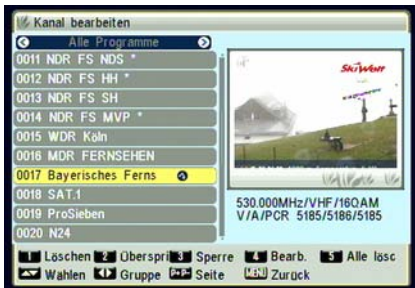 Kanal bearbeiten
Alle Programme
0011 NDR FS NDS *
0012 NDR FS HH *
0013 NDR FS SH
0014 NDR FS MVP *
0015 WDR Köln
0016 MDR FERNSEHEN
0017 Bayerisches Ferns
0018 SAT.1
0019 ProSieben
0020 N24
SkiWelt
530.000MHz/VHF/16QAM
V/A/PCR 5185/5186/5185
1 Löschen 2 Überspri 3 Sperre 4 Bearb. 5 Alle lösc
Wahlen Gruppe P+P- Seite MENU Zurück